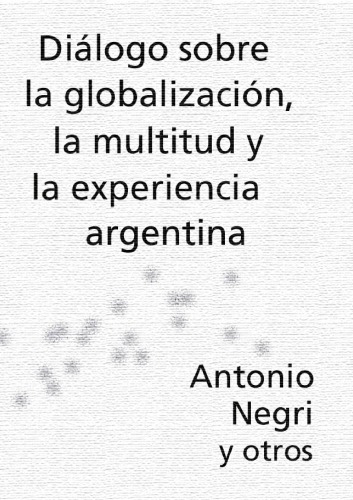 Diálogo sobre
la globalización,
la multitud y
la experiencia
argentina
Antonio
Negri
y otros